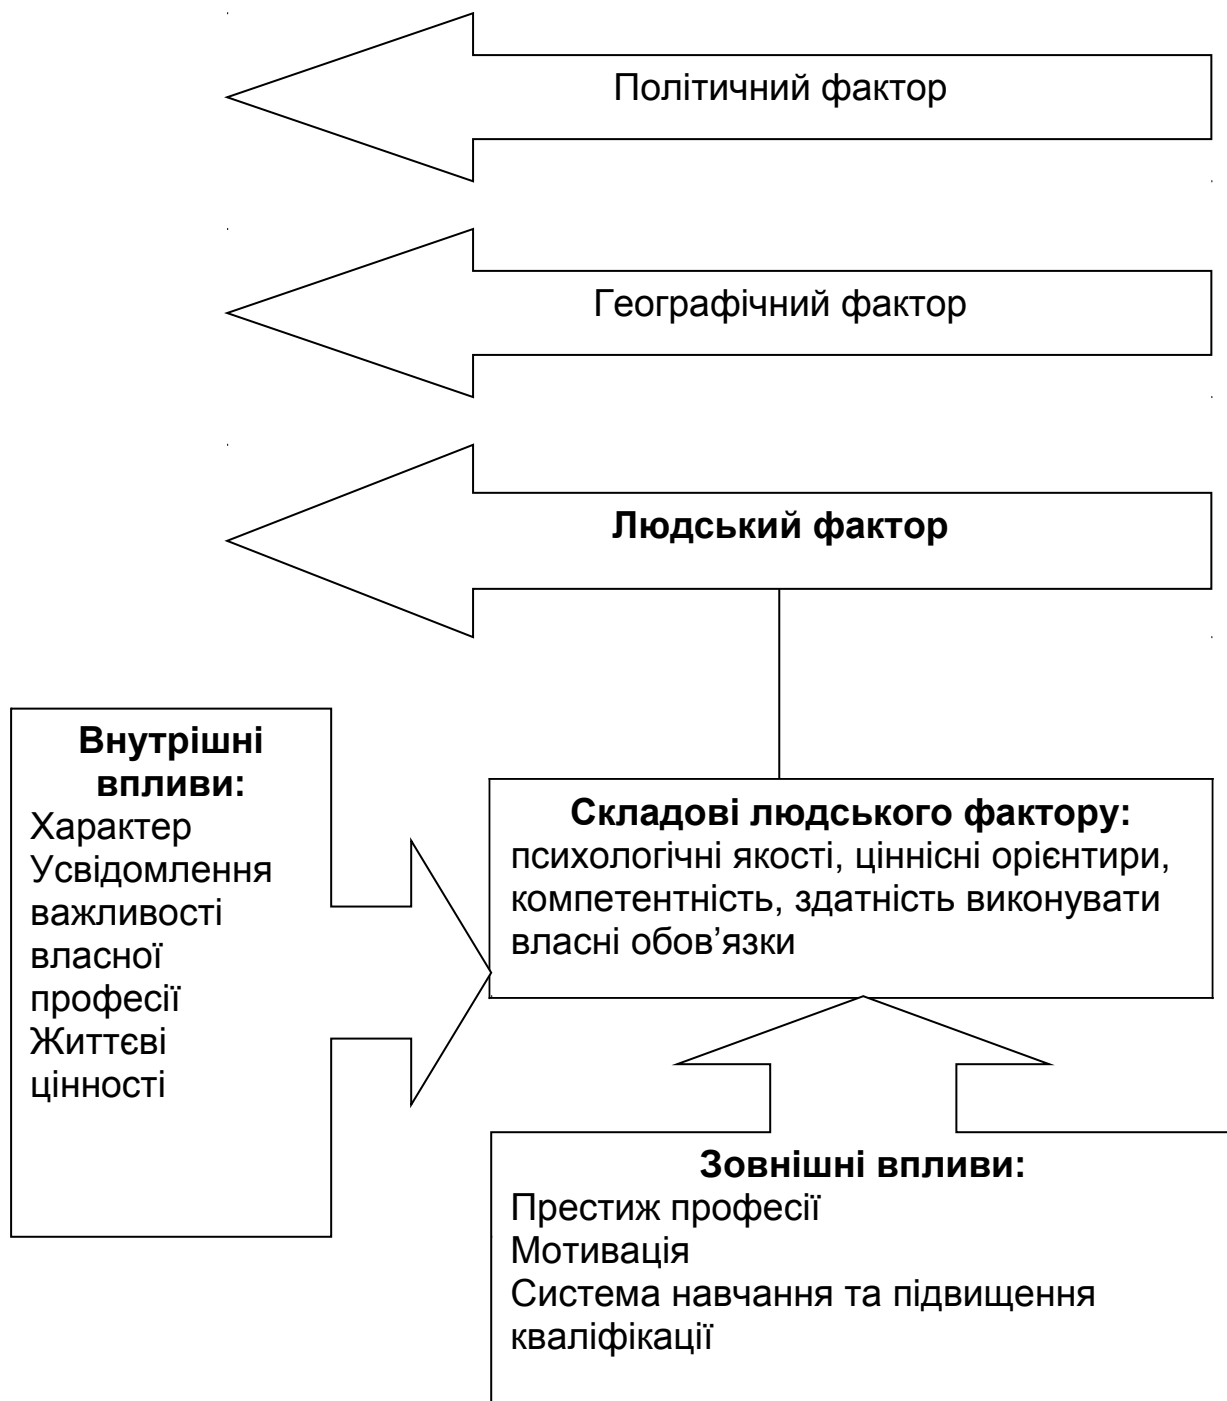 Політичний фактор
Географічний фактор
Людський фактор
Внутрішні
впливи:
Характер
Усвідомлення
важливості
власної
професії
Життєві
цінності
Складові людського фактору:
психологічні якості, ціннісні орієнтири,
компетентність, здатність виконувати
власні обов’язки
Зовнішні впливи:
Престиж професії
Мотивація
Система навчання та підвищення
кваліфікації